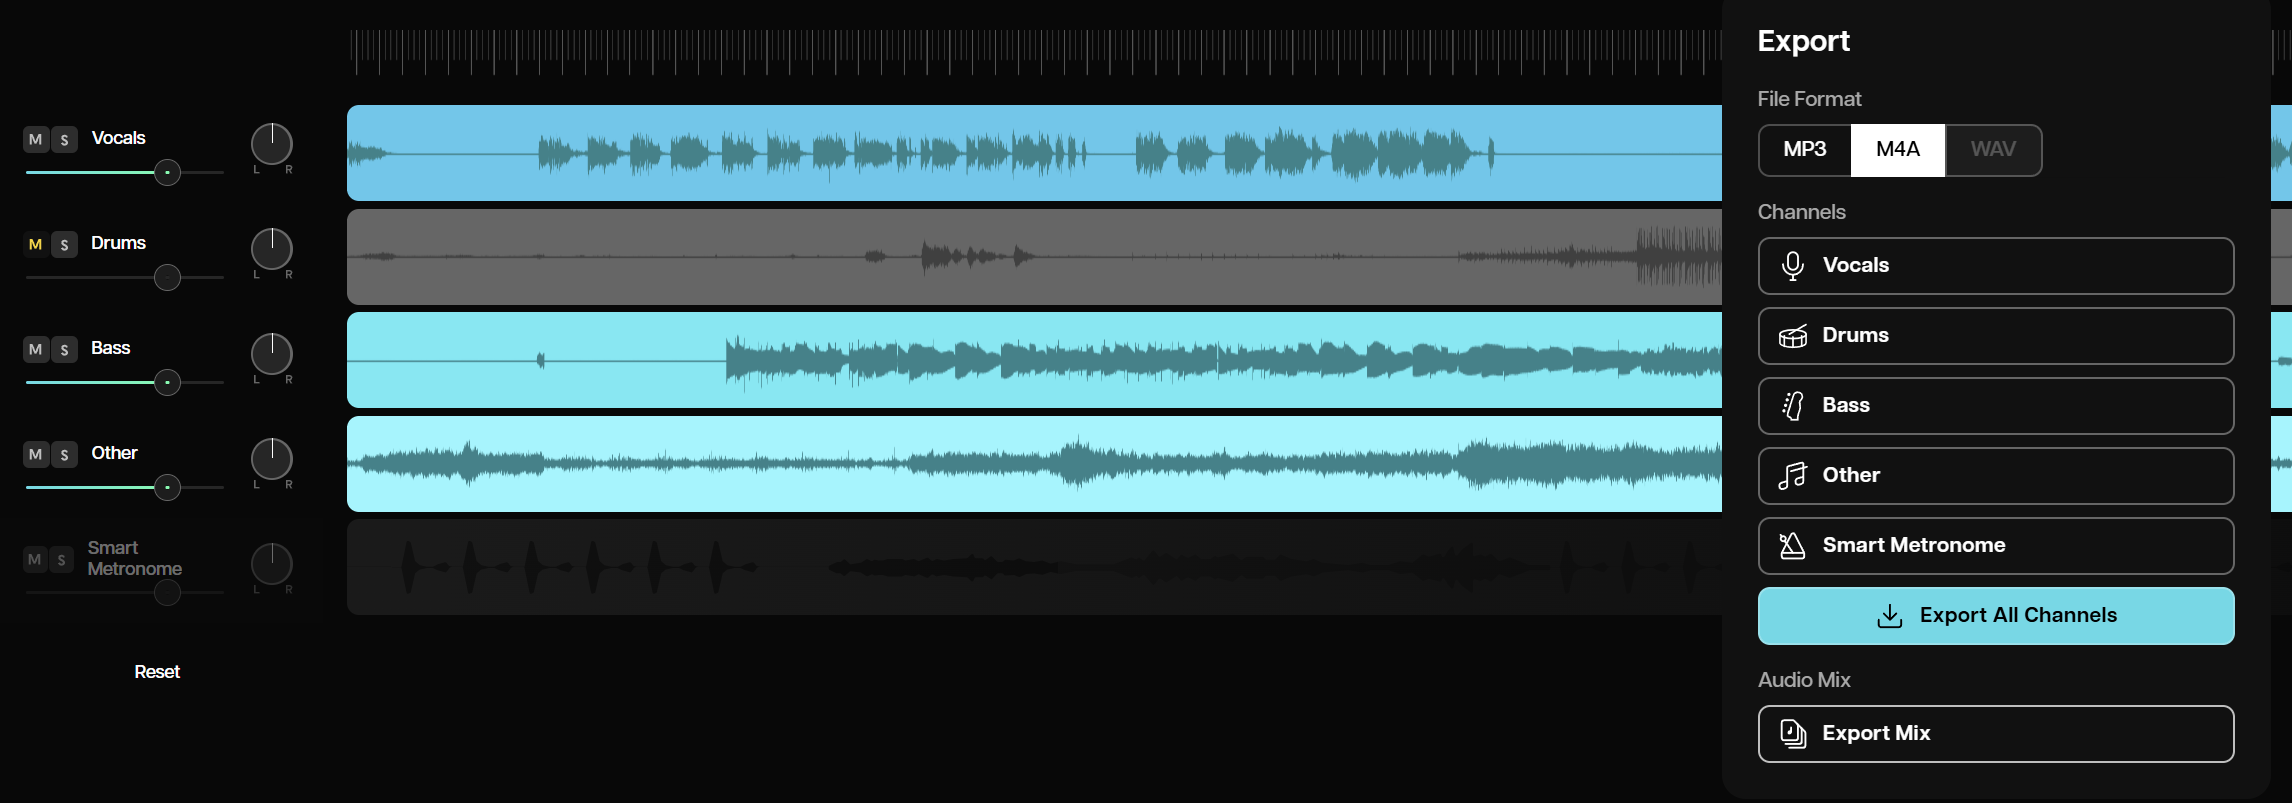 M S Vocals
L R
M S Drums
L R
M S Bass
L R
M S Other
L R
M S Smart
Metronome
L R
Reset
Export
File Format
MP3 M4A WAV
Channels
Vocals
Drums
Bass
Other
Smart Metronome
Export All Channels
Audio Mix
Export Mix